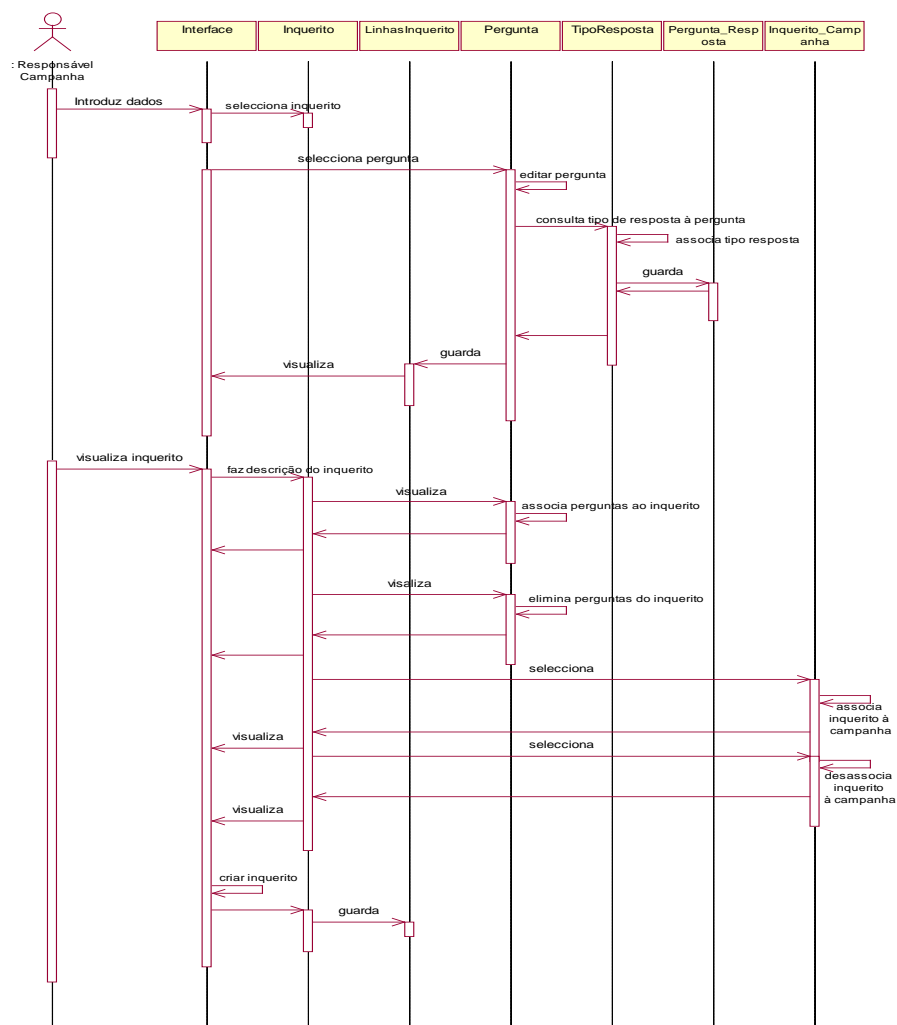 Interface
Inquerito
LinhasInquerito
Pergunta
TipoResposta
Pergunta_Resp
osta
Inquerito_Camp
anha
: Responsável
Campanha
Introduz dados
selecciona inquerito
selecciona pergunta
editar pergunta
consulta tipo de resposta à pergunta
associa tipo resposta
guarda
guarda
visualiza
visualiza inquerito
faz descrição do inquerito
visualiza
associa perguntas ao inquerito
visaliza
elimina perguntas do inquerito
selecciona
associa
inquerito à
campanha
visualiza
selecciona
desassocia
inquerito
à campanha
visualiza
criar inquerito
guarda